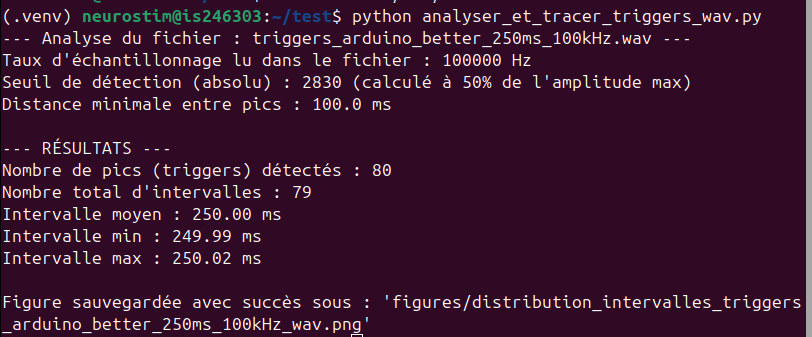 (.venv) neurostim@is246303:~/test$ python analyser_et_tracer_triggers_wav.py
--- Analyse du fichier : triggers_arduino_better_250ms_100kHz.wav ---
Taux d'échantillonnage lu dans le fichier : 100000 Hz
Seuil de détection (absolu) : 2830 (calculé à 50% de l'amplitude max)
Distance minimale entre pics : 100.0 ms

--- RÉSULTATS ---
Nombre de pics (triggers) détectés : 80
Nombre total d'intervalles : 79
Intervalle moyen : 250.00 ms
Intervalle min : 249.99 ms
Intervalle max : 250.02 ms

Figure sauvegardée avec succès sous : 'figures/distribution_intervalles_triggers
_arduino_better_250ms_100kHz_wav.png'